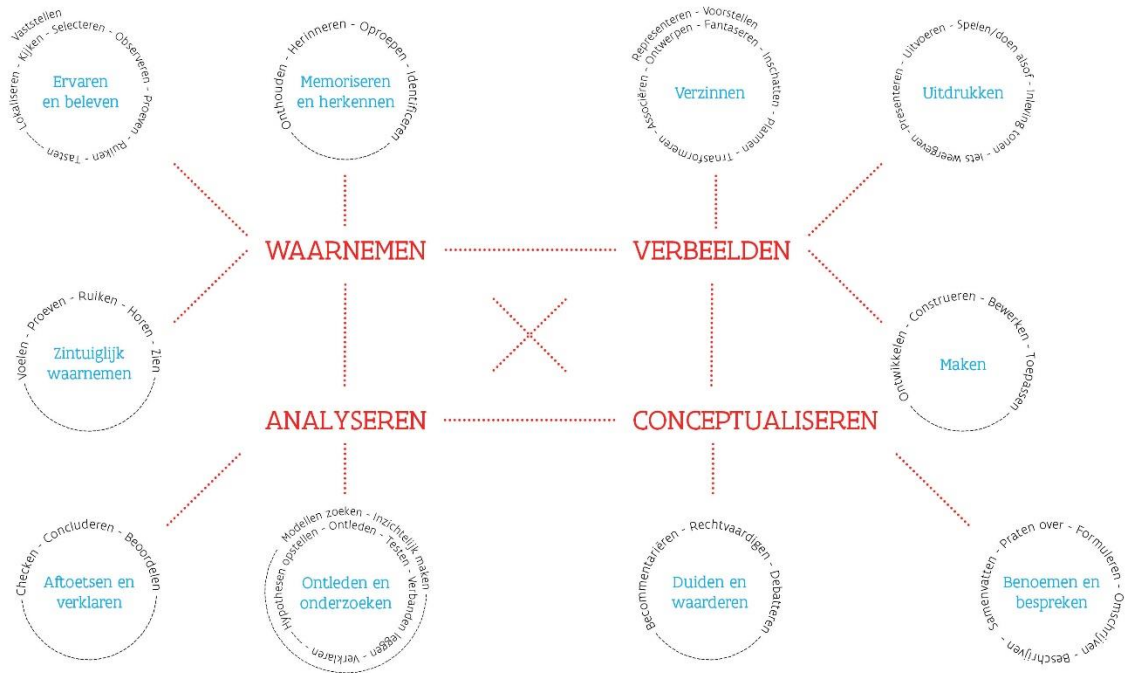 Vaststellen
Lokaliseren - Kijken - Selecteren - Observeren - Proeven - Ruiken - Tasten
Ervaren
en beleven
Onthouden - Herinneren - Oproepen - Identificeren
Memoriseren
en herkennen
Representeren - Voorstellen
Associëren - Ontwerpen - Fantaseren - Inschatten - Plannen - Trnasformeren
Verzinnen
Presenteren - Uitvoeren - Spelen/doen alsof - Inleving tonen - Iets weergeven -
Uitdrukken
WAARNEMEN
VERBEELDEN
Voelen - Proeven - Ruiken - Horen - Zien
Zintuiglijk
waarnemen
Ontwikkelen - Construeren - Bewerken - Toepassen
Maken
ANALYSEREN
CONCEPTUALISEREN
Checken - Concluderen - Beoordelen
Aftoetsen en
verklaren
Modellen zoeken - Inzichtelijk maken
Hypothesen opstellen - Ontleden - Testen - Verbanden leggen - Verklaren -
Ontleden en
onderzoeken
Becommentariëren - Rechtvaardigen - Debatteren
Duiden en
waarderen
Samenvatten - Praten over - Formuleren - Omschrijven - Beschrijven -
Benoemen en
bespreken